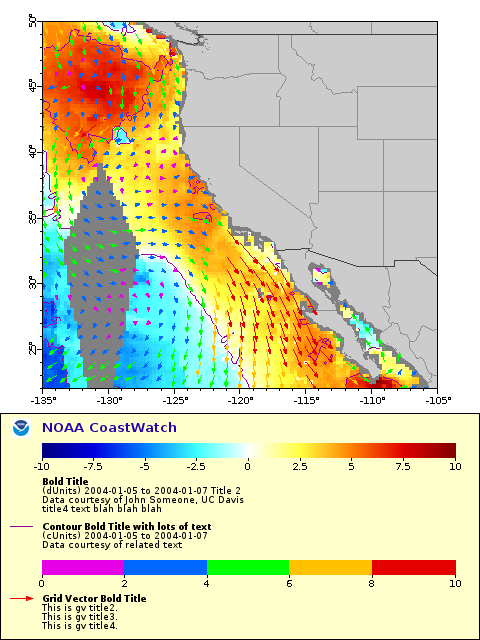 50°
45°
40°
35°
30°
25°
-135° -130° -125° -120° -115° -110° -105°
NOAA CoastWatch
-10 -7.5 -5 -2.5 0 2.5 5 7.5 10
Bold Title
(dUnits) 2004-01-05 to 2004-01-07 Title 2
Data courtesy of John Someone, UC Davis
title4 text blah blah blah
Contour Bold Title with lots of text
(cUnits) 2004-01-05 to 2004-01-07
Data courtesy of related text
0 2 4 6 8 10
Grid Vector Bold Title
This is gv title2.
This is gv title3.
This is gv title4.